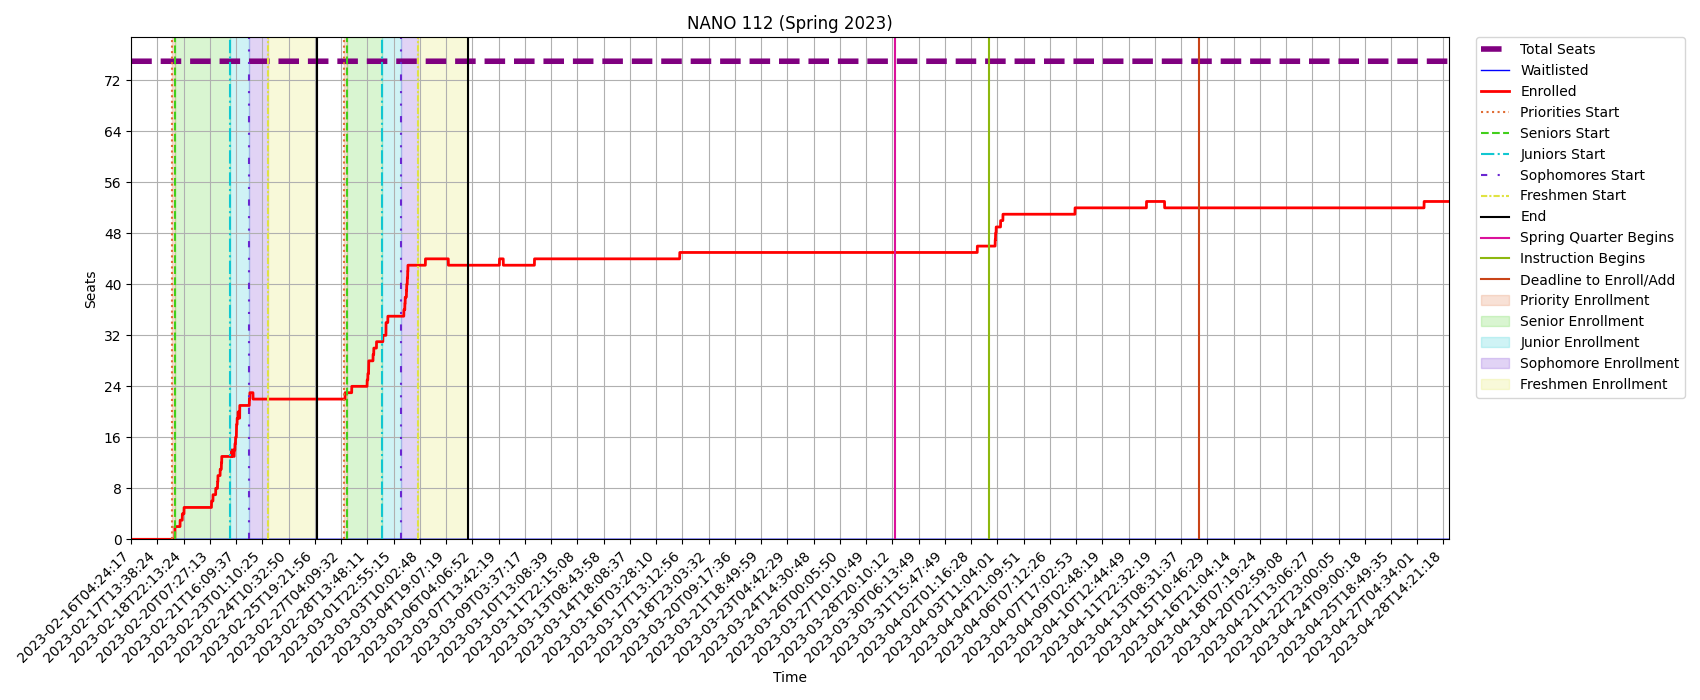 NANO 112 (Spring 2023)
Seats
72
64
56
48
40
32
24
16
8
0
2023-02-16T04:24:17
2023-02-17T13:38:24
2023-02-18T22:13:24
2023-02-20T07:27:13
2023-02-21T16:09:37
2023-02-23T01:10:25
2023-02-24T10:32:50
2023-02-25T19:21:56
2023-02-27T04:09:32
2023-02-28T13:48:11
2023-03-01T22:55:15
2023-03-03T10:02:48
2023-03-04T19:07:19
2023-03-06T04:06:52
2023-03-07T13:42:19
2023-03-09T03:37:17
2023-03-10T13:08:39
2023-03-11T22:15:08
2023-03-13T08:43:58
2023-03-14T18:08:37
2023-03-16T03:28:10
2023-03-17T13:12:56
2023-03-18T23:03:32
2023-03-20T09:17:36
2023-03-21T18:49:59
2023-03-23T04:42:29
2023-03-24T14:30:48
2023-03-26T00:05:50
2023-03-27T10:10:49
2023-03-28T20:10:12
2023-03-30T06:13:49
2023-03-31T15:47:49
2023-04-02T01:16:28
2023-04-03T11:04:01
2023-04-04T21:09:51
2023-04-06T07:12:26
2023-04-07T17:02:53
2023-04-09T02:48:19
2023-04-10T12:44:49
2023-04-11T22:32:19
2023-04-13T08:31:37
2023-04-15T10:46:29
2023-04-16T21:04:14
2023-04-18T07:19:24
2023-04-20T02:59:08
2023-04-21T13:06:27
2023-04-22T23:00:05
2023-04-24T09:00:18
2023-04-25T18:49:35
2023-04-27T04:34:01
2023-04-28T14:21:18
Time
Total Seats
Waitlisted
Enrolled
Priorities Start
Seniors Start
Juniors Start
Sophomores Start
Freshmen Start
End
Spring Quarter Begins
Instruction Begins
Deadline to Enroll/Add
Priority Enrollment
Senior Enrollment
Junior Enrollment
Sophomore Enrollment
Freshmen Enrollment